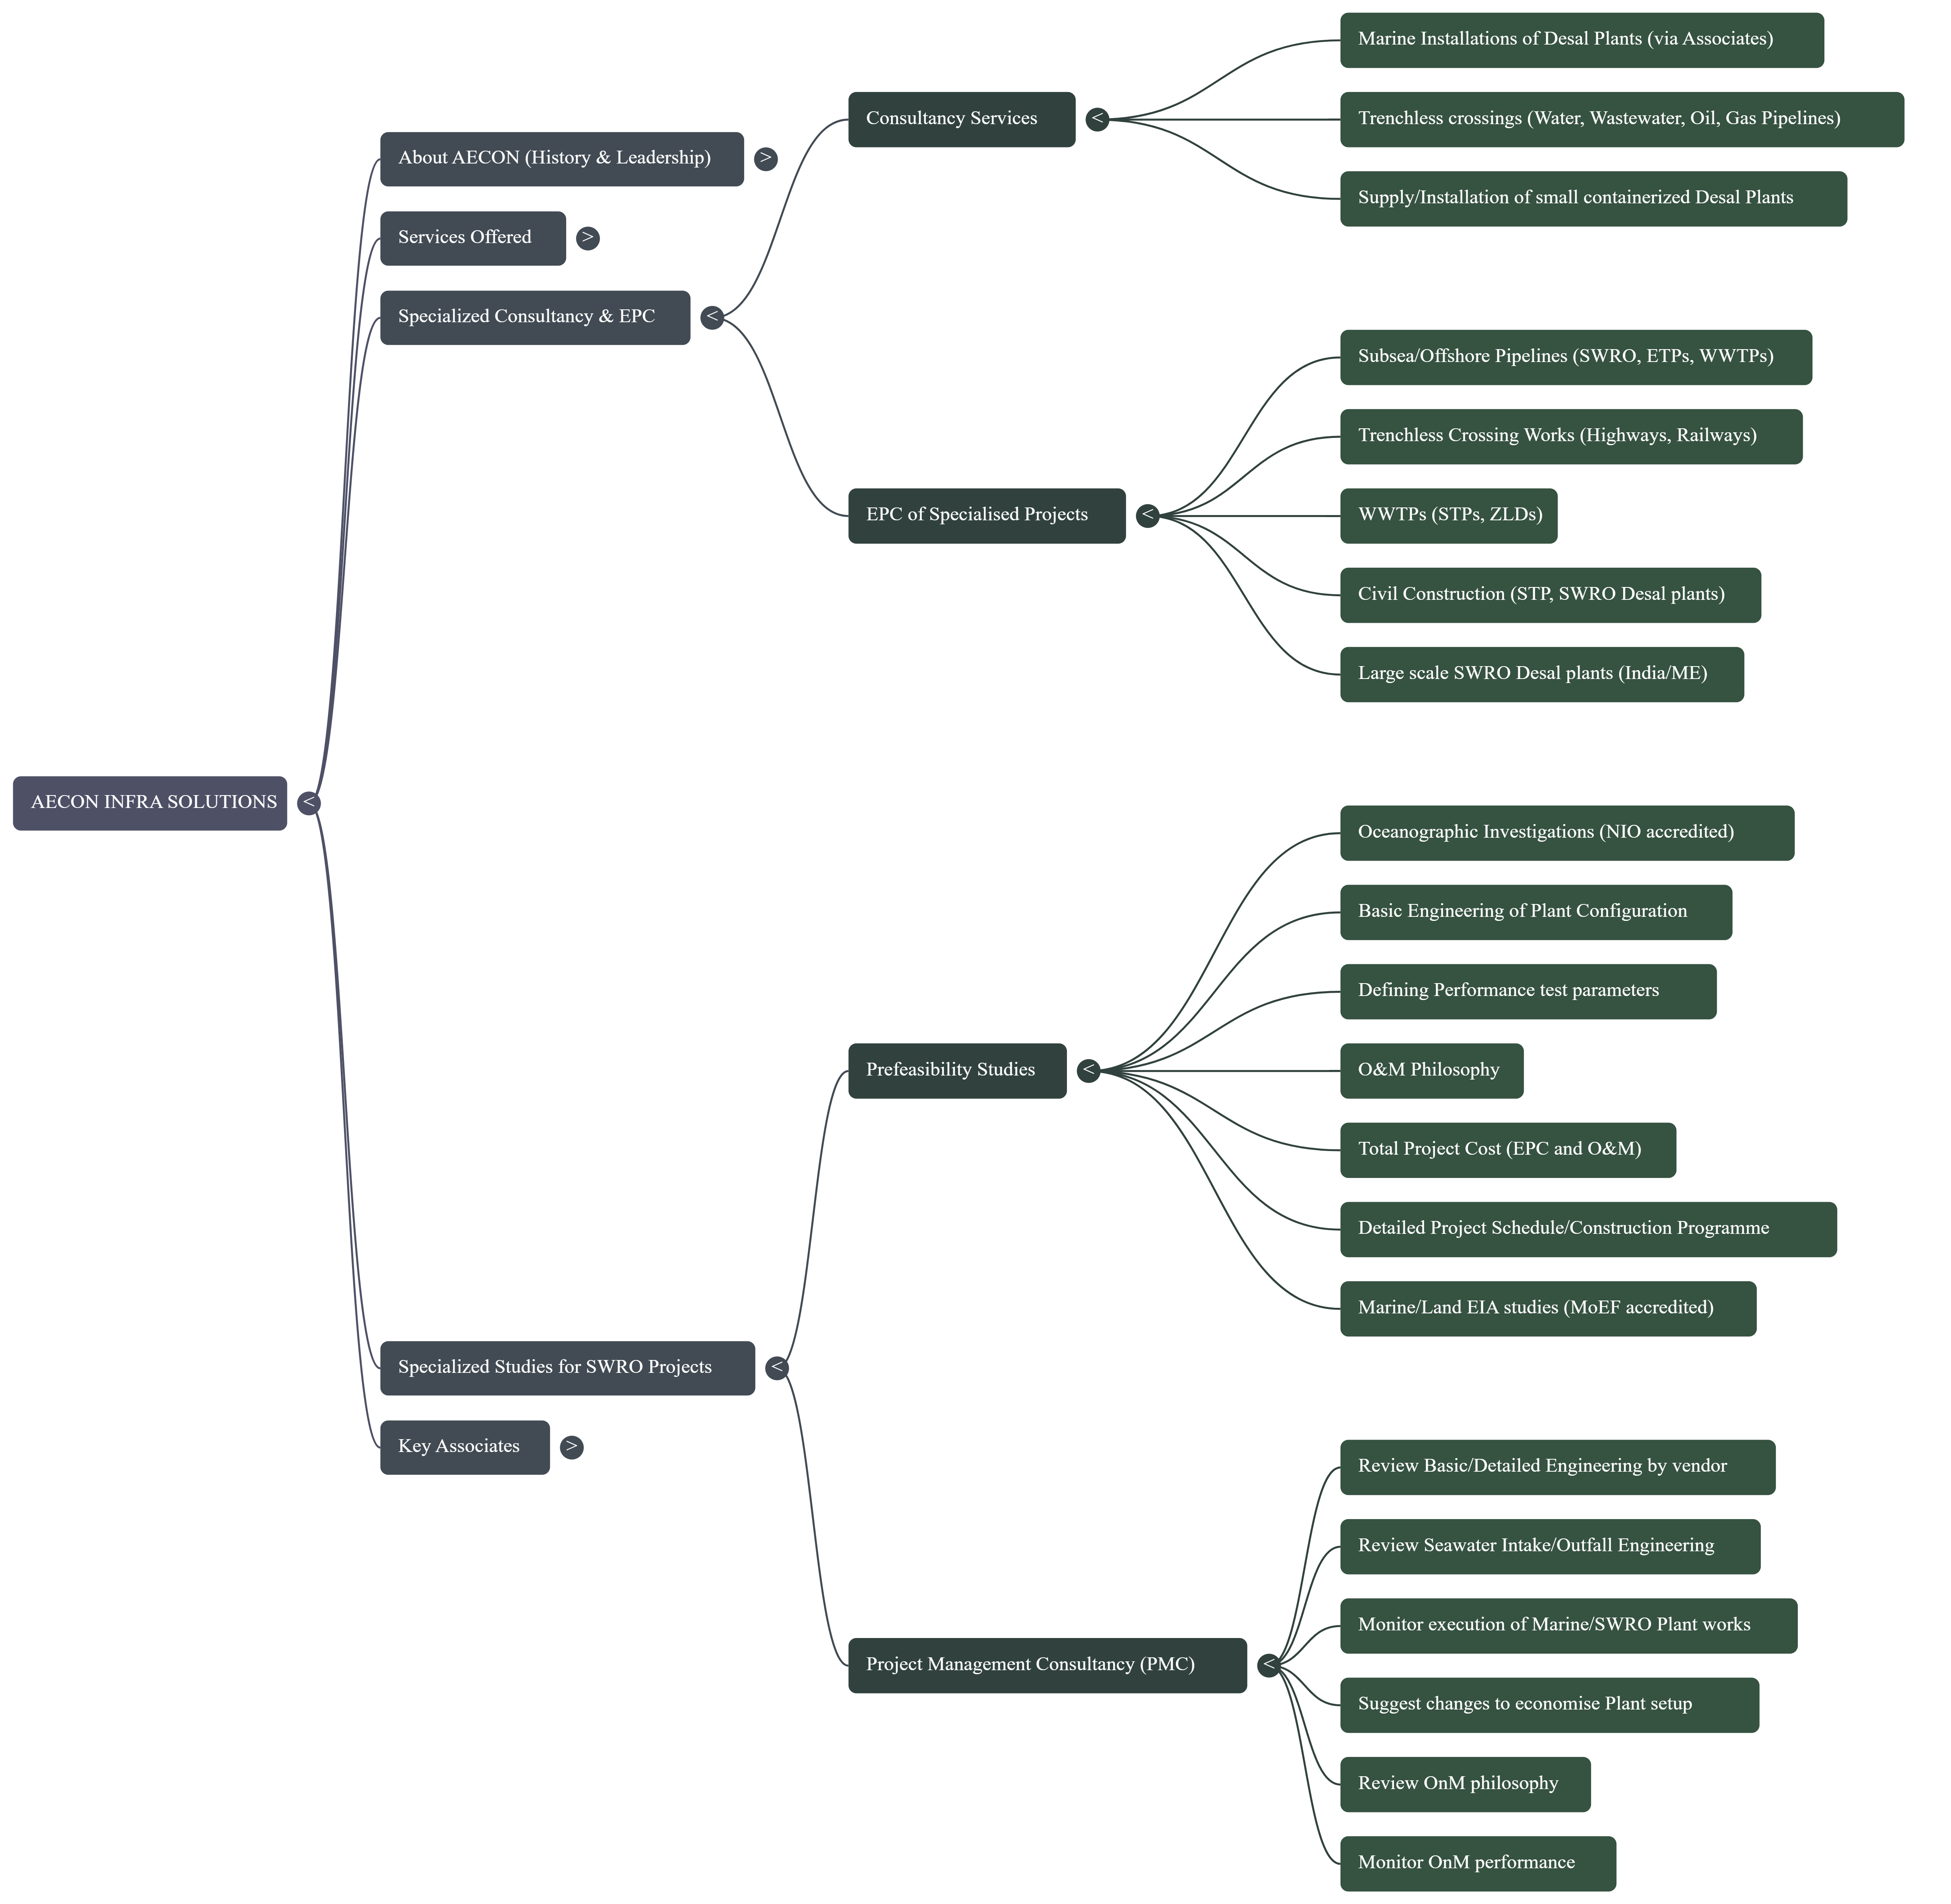 AECON INFRA SOLUTIONS <
About AECON (History & Leadership) >
Services Offered >
Specialized Consultancy & EPC <
Consultancy Services <
Marine Installations of Desal Plants (via Associates)
Trenchless crossings (Water, Wastewater, Oil, Gas Pipelines)
Supply/Installation of small containerized Desal Plants
EPC of Specialised Projects <
Subsea/Offshore Pipelines (SWRO, ETPs, WWTPs)
Trenchless Crossing Works (Highways, Railways)
WWTPs (STPs, ZLDs)
Civil Construction (STP, SWRO Desal plants)
Large scale SWRO Desal plants (India/ME)
Specialized Studies for SWRO Projects <
Prefeasibility Studies <
Oceanographic Investigations (NIO accredited)
Basic Engineering of Plant Configuration
Defining Performance test parameters
O&M Philosophy
Total Project Cost (EPC and O&M)
Detailed Project Schedule/Construction Programme
Marine/Land EIA studies (MoEF accredited)
Project Management Consultancy (PMC) <
Review Basic/Detailed Engineering by vendor
Review Seawater Intake/Outfall Engineering
Monitor execution of Marine/SWRO Plant works
Suggest changes to economise Plant setup
Review OnM philosophy
Monitor OnM performance
Key Associates >